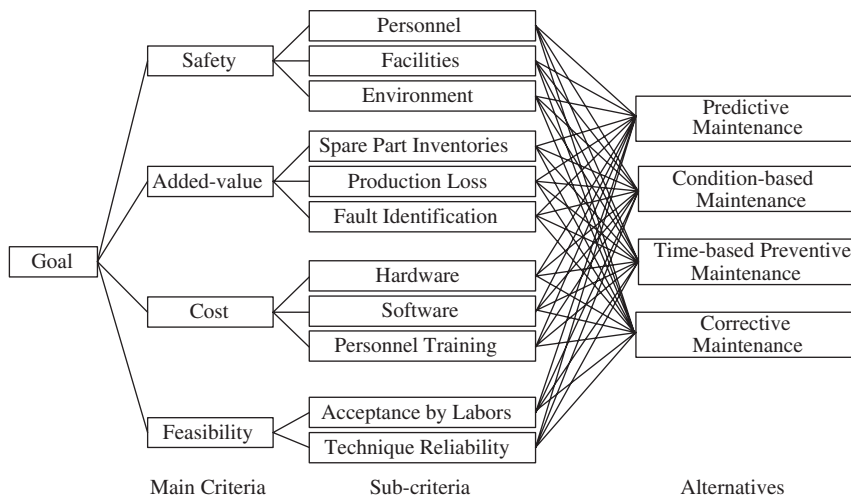 Goal
Safety
Added-value
Cost
Feasibility
Personnel
Facilities
Environment
Spare Part Inventories
Production Loss
Fault Identification
Hardware
Software
Personnel Training
Acceptance by Labors
Technique Reliability
Predictive
Maintenance
Condition-based
Maintenance
Time-based Preventive
Maintenance
Corrective
Maintenance
Main Criteria
Sub-criteria
Alternatives